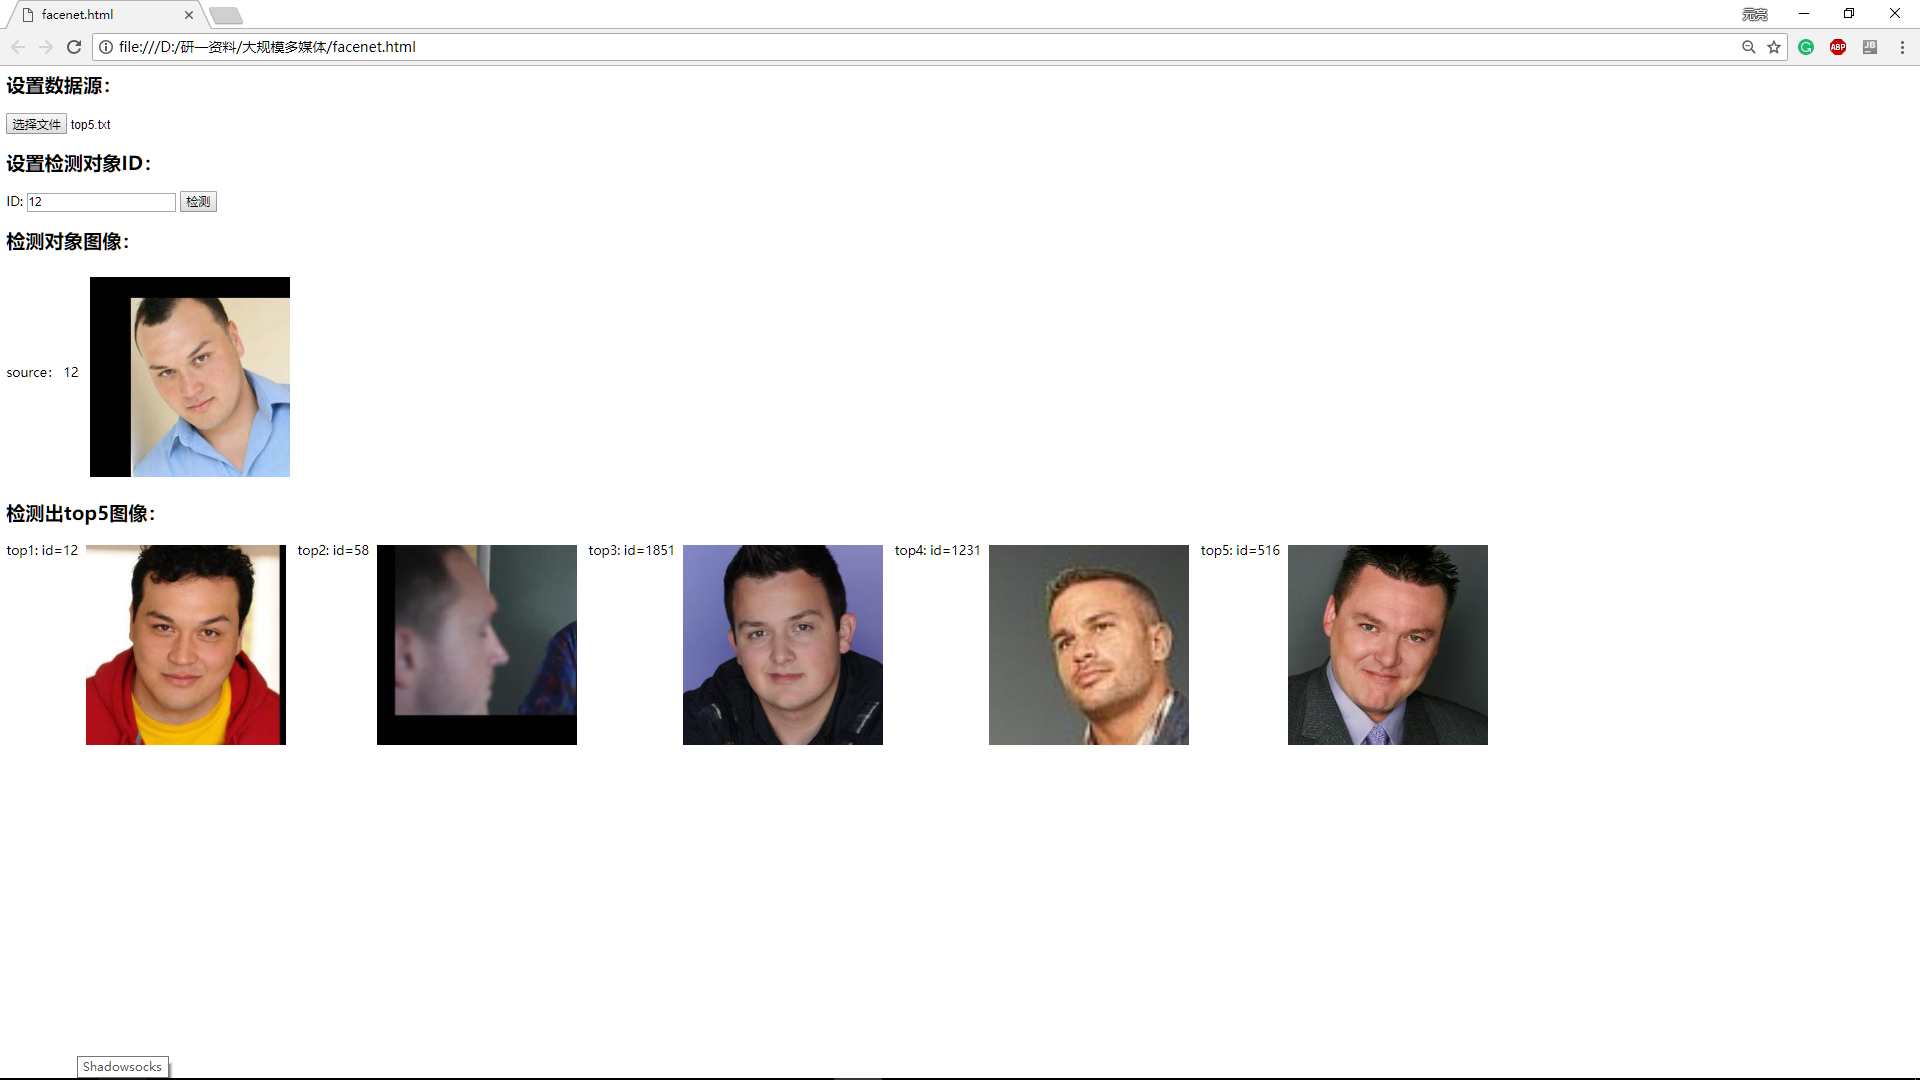 facenet.html
元亮
file:///D:/研一资料/大规模多媒体/facenet.html
ABP
JB
设置数据源：
选择文件 top5.txt
设置检测对象ID：
ID: 12 检测
检测对象图像：
source： 12
检测出top5图像：
top1: id=12 top2: id=58 top3: id=1851 top4: id=1231 top5: id=516
Shadowsocks